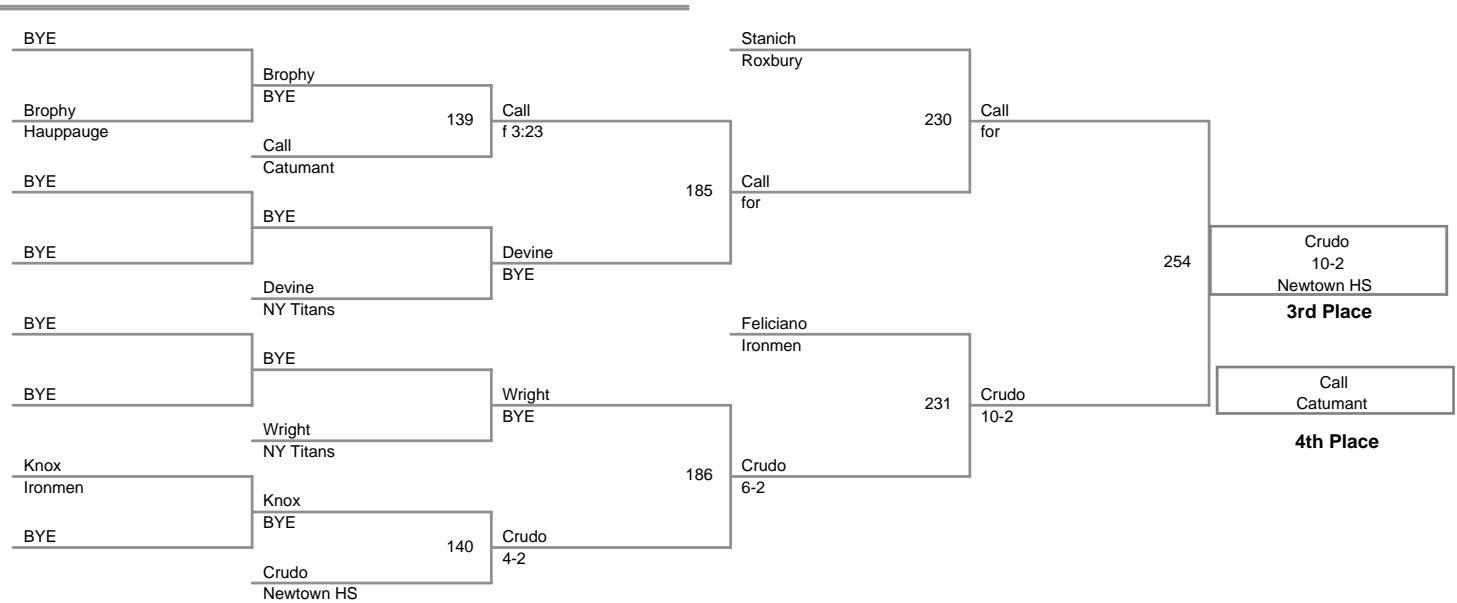 BYE
Brophy
Hauppauge
BYE
BYE
BYE
BYE
Knox
Ironmen
BYE
Brophy
BYE
139
Call
Catumant
BYE
Devine
NY Titans
BYE
Wright
NY Titans
Knox
BYE
140
Crudo
Newtown HS
Call
f 3:23
185
Devine
BYE
Wright
BYE
186
Crudo
4-2
Stanich
Roxbury
230
Call
for
Feliciano
Ironmen
231
Crudo
6-2
Call
for
254
Crudo
10-2
Crudo
10-2
Newtown HS
3rd Place
Call
Catumant
4th Place